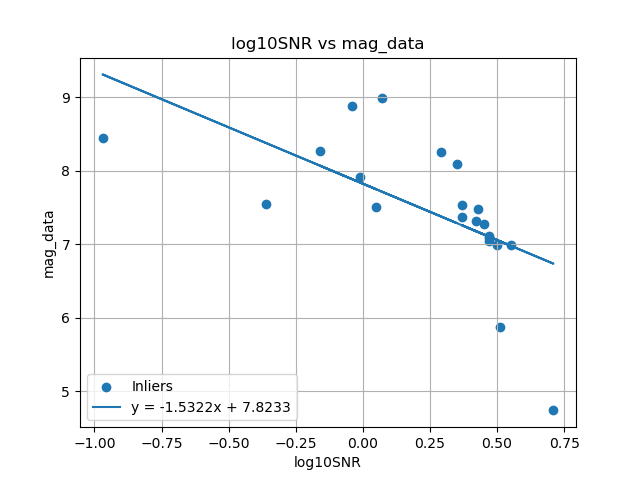 log10SNR vs mag_data
mag_data
9
8
7
6
5
Inliers
y = -1.5322x + 7.8233
−1.00
−0.75
−0.50
−0.25
0.00
0.25
0.50
0.75
log10SNR